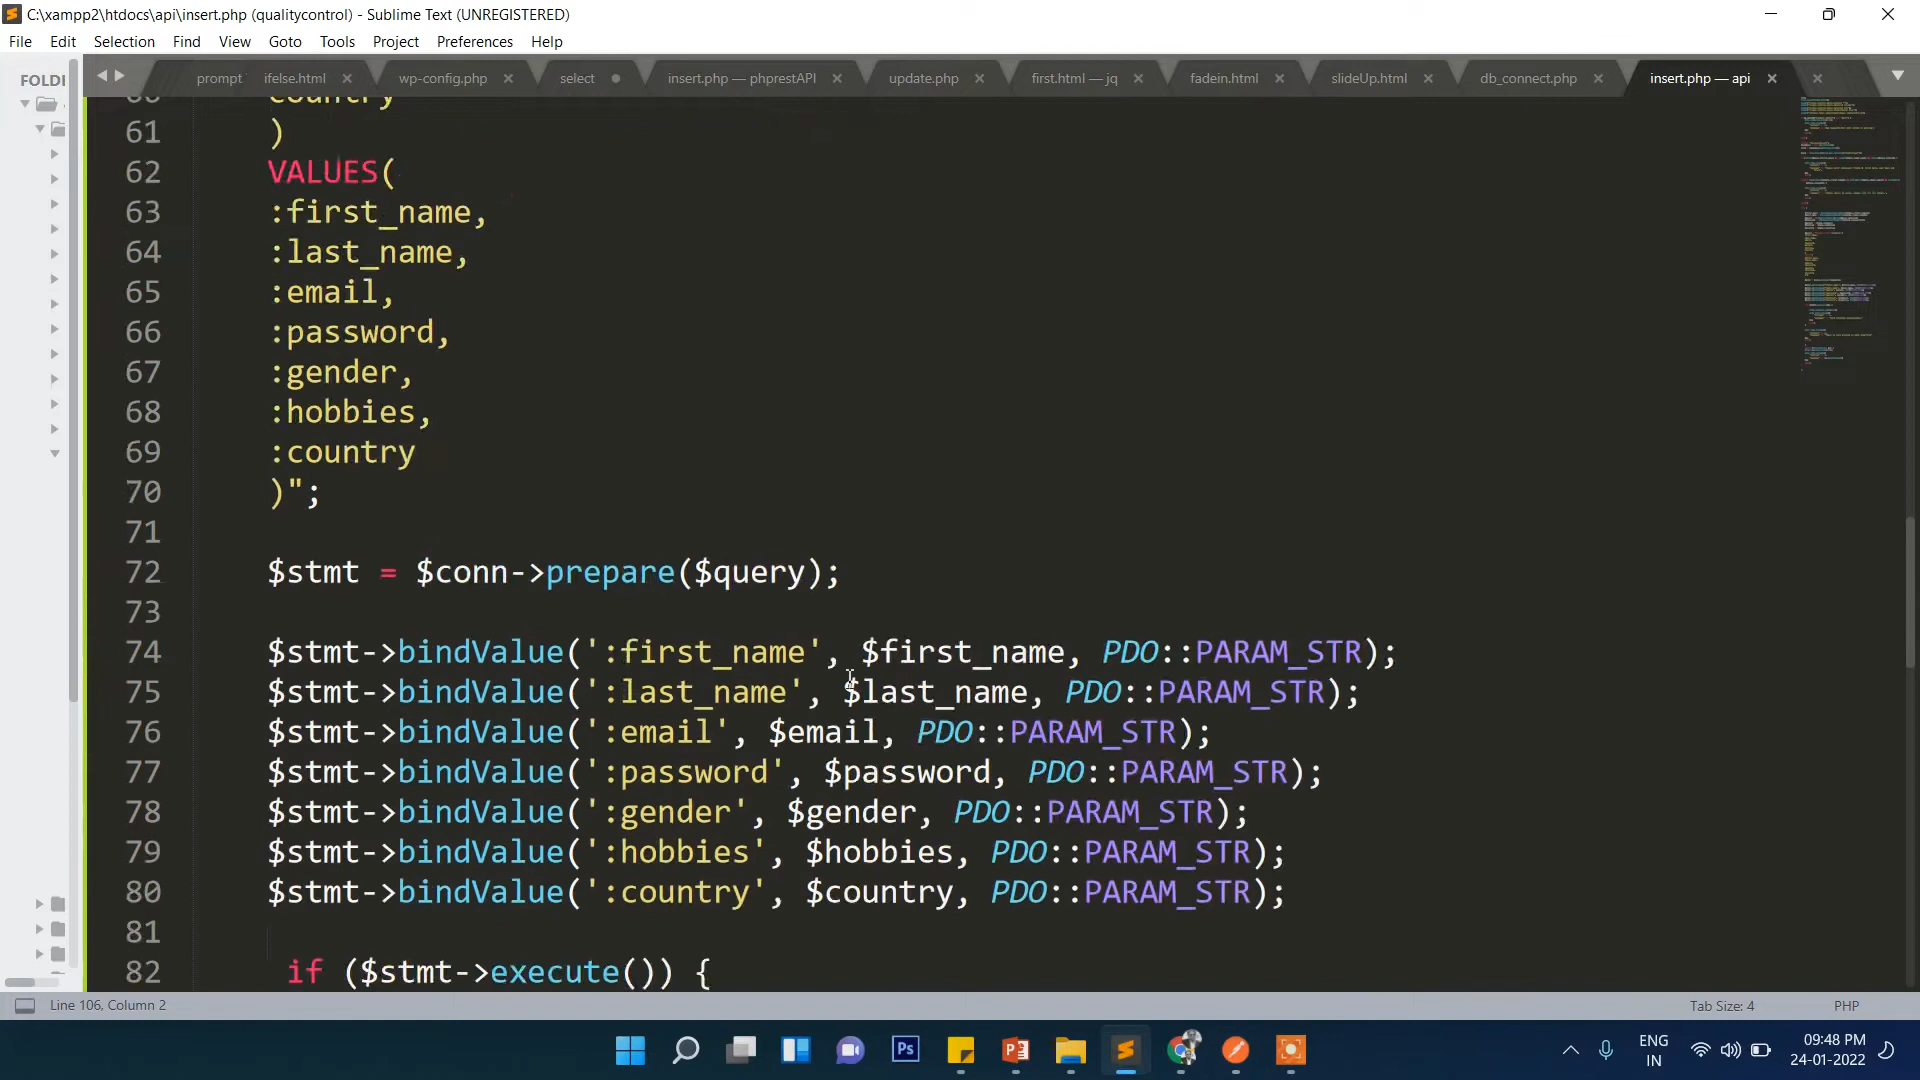 C:\xampp2\htdocs\api\insert.php (qualitycontrol) - Sublime Text (UNREGISTERED)
File Edit Selection Find View Goto Tools Project Preferences Help
FOLDI
prompt ifelse.html wp-config.php select insert.php — phprestAPI update.php first.html — jq fadein.html slideUp.html db_connect.php insert.php — api
60 country
61 )
62 VALUES(
63 :first_name,
64 :last_name,
65 :email,
66 :password,
67 :gender,
68 :hobbies,
69 :country
70 )";
71
72 $stmt = $conn->prepare($query);
73
74 $stmt->bindValue(':first_name', $first_name, PDO::PARAM_STR);
75 $stmt->bindValue(':last_name', $last_name, PDO::PARAM_STR);
76 $stmt->bindValue(':email', $email, PDO::PARAM_STR);
77 $stmt->bindValue(':password', $password, PDO::PARAM_STR);
78 $stmt->bindValue(':gender', $gender, PDO::PARAM_STR);
79 $stmt->bindValue(':hobbies', $hobbies, PDO::PARAM_STR);
80 $stmt->bindValue(':country', $country, PDO::PARAM_STR);
81
82 if ($stmt->execute()) {
Line 106, Column 2 Tab Size: 4 PHP
Ps
ENG
IN
09:48 PM
24-01-2022